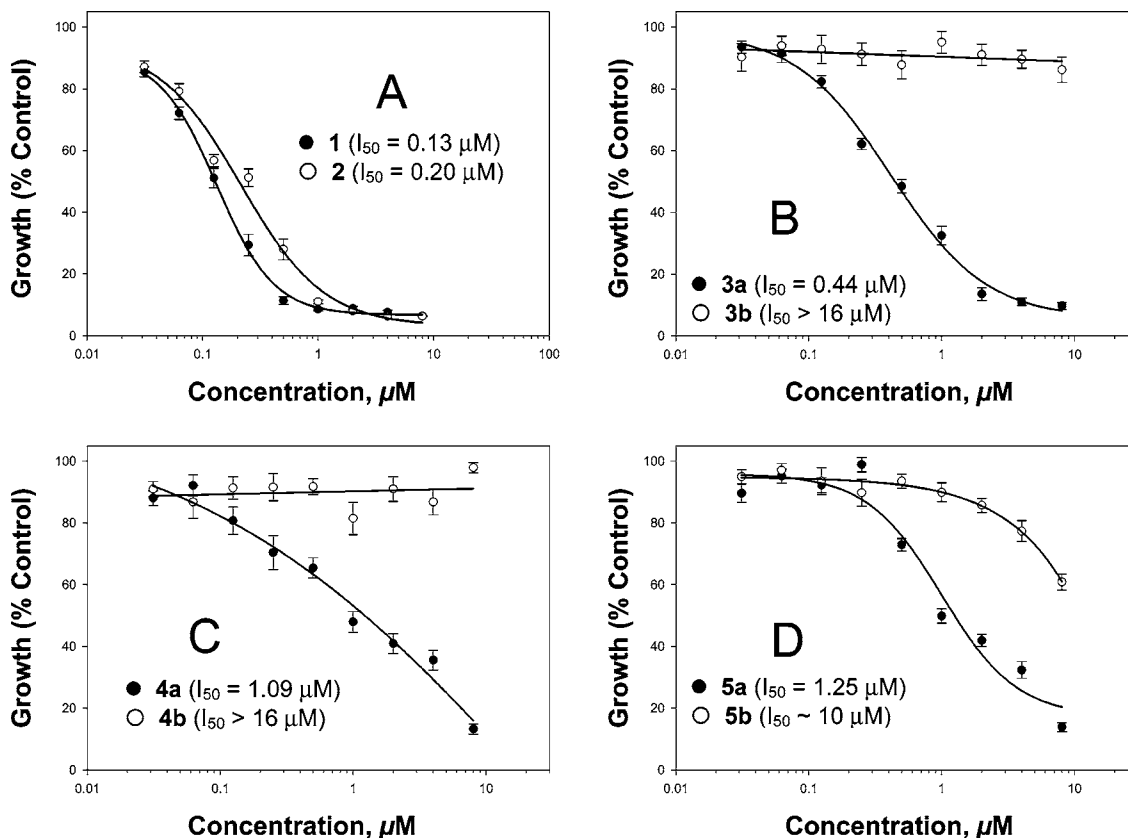 Growth (% Control)
100
80
60
40
20
0
A
● 1 (I₅₀ = 0.13 μM)
○ 2 (I₅₀ = 0.20 μM)
0.01 0.1 1 10 100
Concentration, μM
Growth (% Control)
100
80
60
40
20
0
B
● 3a (I₅₀ = 0.44 μM)
○ 3b (I₅₀ > 16 μM)
0.01 0.1 1 10
Concentration, μM
Growth (% Control)
100
80
60
40
20
0
C
● 4a (I₅₀ = 1.09 μM)
○ 4b (I₅₀ > 16 μM)
0.01 0.1 1 10
Concentration, μM
Growth (% Control)
100
80
60
40
20
0
D
● 5a (I₅₀ = 1.25 μM)
○ 5b (I₅₀ ~ 10 μM)
0.01 0.1 1 10
Concentration, μM